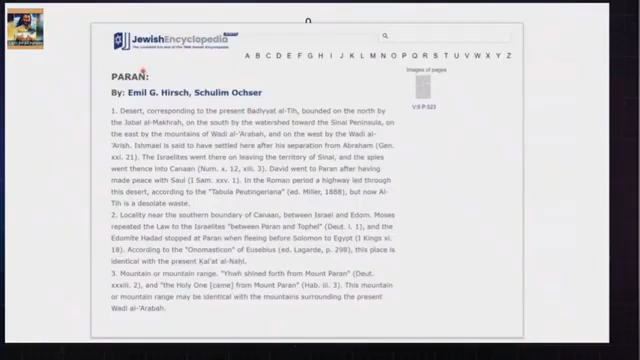 JewishEncyclopedia
A B C D E F G H I J K L M N O P Q R S T U V W X Y Z
PARAN:
Images of pages
By: Emil G. Hirsch, Schulim Ochser
V:9 P:523
1. Desert, corresponding to the present Badiyyat al-Tih, bounded on the north by
the Jabal al-Makhrah, on the south by the watershed toward the Sinai Peninsula, on
the east by the mountains of Wadi al-'Arabah, and on the west by the Wadi al-
'Arish. Ishmael is said to have settled here after his separation from Abraham (Gen.
xxi. 21). The Israelites went there on leaving the territory of Sinai, and the spies
went thence into Canaan (Num. x. 12, xiii. 3). David went to Paran after having
made peace with Saul (I Sam. xxv. 1). In the Roman period a highway led through
this desert, according to the "Tabula Peutingeriana" (ed. Miller, 1888), but now Al-
Tih is a desolate waste.
2. Locality near the southern boundary of Canaan, between Israel and Edom. Moses
repeated the Law to the Israelites "between Paran and Tophel" (Deut. i. 1), and
the Edomite Hadad stopped at Paran when fleeing before Solomon to Egypt (I Kings xi.
18). According to the "Onomasticon" of Eusebius (ed. Lagarde, p. 298), this place is
identical with the present Ḳal'at al-Naḥl.
3. Mountain or mountain range. "Yhwh shined forth from Mount Paran" (Deut.
xxxiii. 2), and "the Holy One [came] from Mount Paran" (Hab. iii. 3). This mountain
or mountain range may be identical with the mountains surrounding the present
Wadi al-'Arabah.